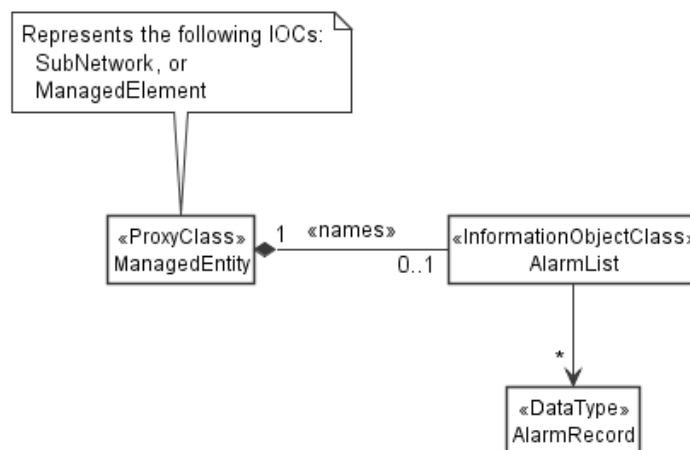 Represents the following IOCs:
SubNetwork, or
ManagedElement
«ProxyClass»
ManagedEntity
1
«names»
0..1
«InformationObjectClass»
AlarmList
*
«DataType»
AlarmRecord